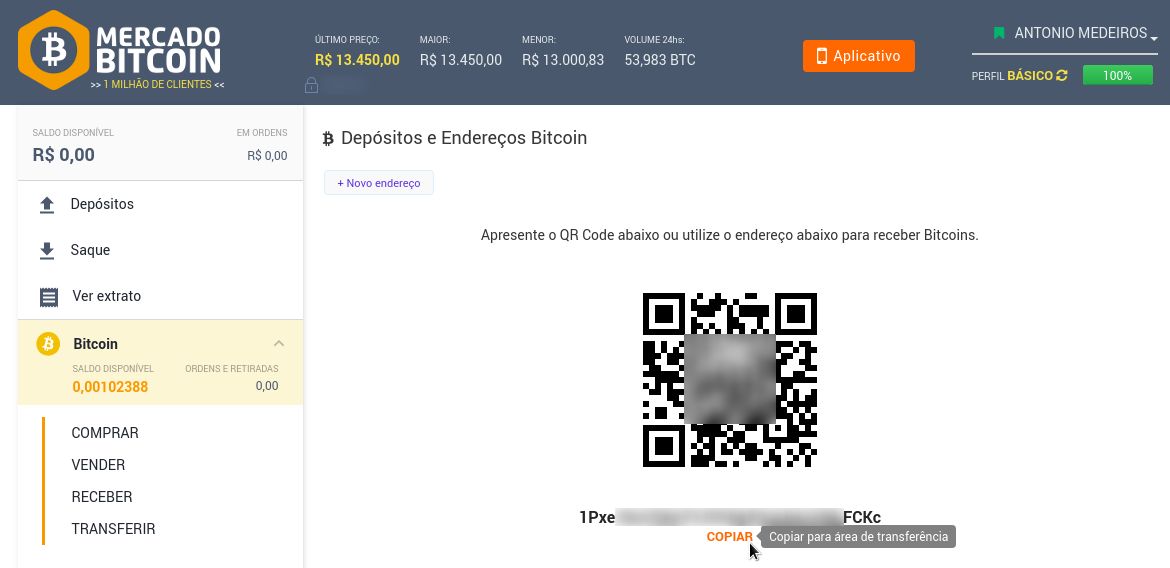 MERCADO
BITCOIN
>> 1 MILHÃO DE CLIENTES <<
ÚLTIMO PREÇO:
R$ 13.450,00
MAIOR:
R$ 13.450,00
MENOR:
R$ 13.000,83
VOLUME 24hs:
53,983 BTC
Aplicativo
ANTONIO MEDEIROS
PERFIL BÁSICO
100%
SALDO DISPONÍVEL
R$ 0,00
EM ORDENS
R$ 0,00
Depósitos
Saque
Ver extrato
Bitcoin
SALDO DISPONÍVEL
0,00102388
ORDENS E RETIRADAS
0,00
COMPRAR
VENDER
RECEBER
TRANSFERIR
Depósitos e Endereços Bitcoin
+ Novo endereço
Apresente o QR Code abaixo ou utilize o endereço abaixo para receber Bitcoins.
1Pxe FCKc
COPIAR
Copiar para área de transferência